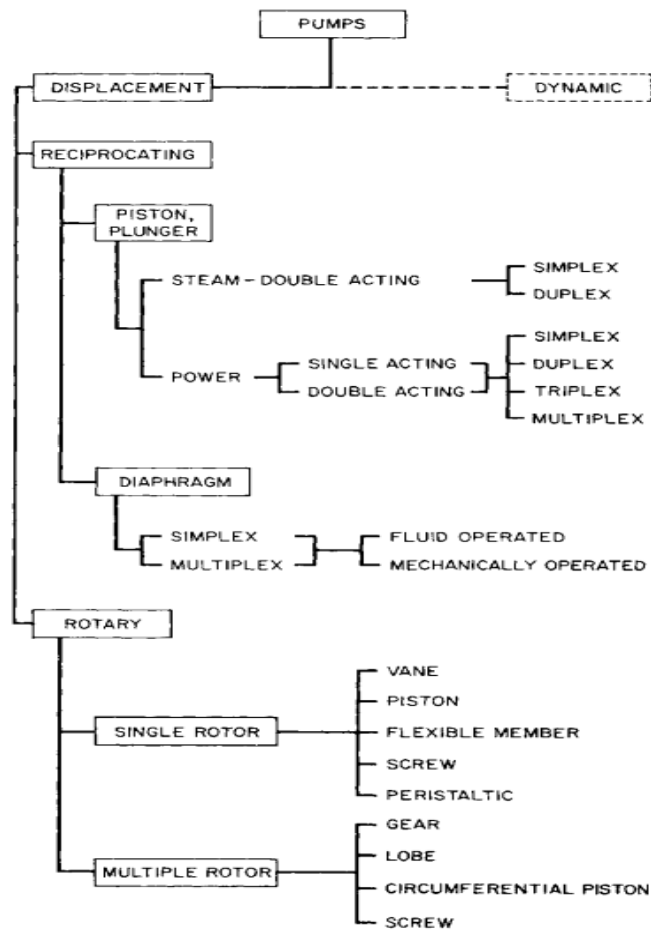 PUMPS
DISPLACEMENT
DYNAMIC
RECIPROCATING
PISTON,
PLUNGER
STEAM-DOUBLE ACTING
SIMPLEX
DUPLEX
POWER
SINGLE ACTING
DOUBLE ACTING
SIMPLEX
DUPLEX
TRIPLEX
MULTIPLEX
DIAPHRAGM
SIMPLEX
MULTIPLEX
FLUID OPERATED
MECHANICALLY OPERATED
ROTARY
SINGLE ROTOR
VANE
PISTON
FLEXIBLE MEMBER
SCREW
PERISTALTIC
MULTIPLE ROTOR
GEAR
LOBE
CIRCUMFERENTIAL PISTON
SCREW